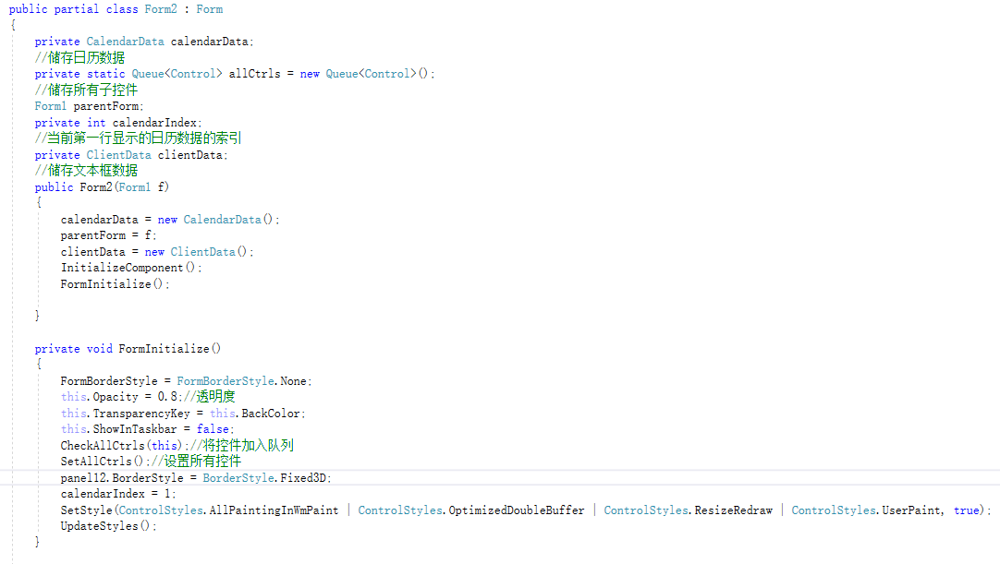 public partial class Form2 : Form
{
private CalendarData calendarData;
//储存日历数据
private static Queue<Control> allCtrls = new Queue<Control>();
//储存所有子控件
Form1 parentForm;
private int calendarIndex;
//当前第一行显示的日历数据的索引
private ClientData clientData;
//储存文本框数据
public Form2(Form1 f)
{
calendarData = new CalendarData();
parentForm = f;
clientData = new ClientData();
InitializeComponent();
FormInitialize();
}
private void FormInitialize()
{
FormBorderStyle = FormBorderStyle.None;
this.Opacity = 0.8;//透明度
this.TransparencyKey = this.BackColor;
this.ShowInTaskbar = false;
CheckAllCtrls(this);//将控件加入队列
SetAllCtrls();//设置所有控件
panel12.BorderStyle = BorderStyle.Fixed3D;
calendarIndex = 1;
SetStyle(ControlStyles.AllPaintingInWmPaint | ControlStyles.OptimizedDoubleBuffer | ControlStyles.ResizeRedraw | ControlStyles.UserPaint, true);
UpdateStyles();
}